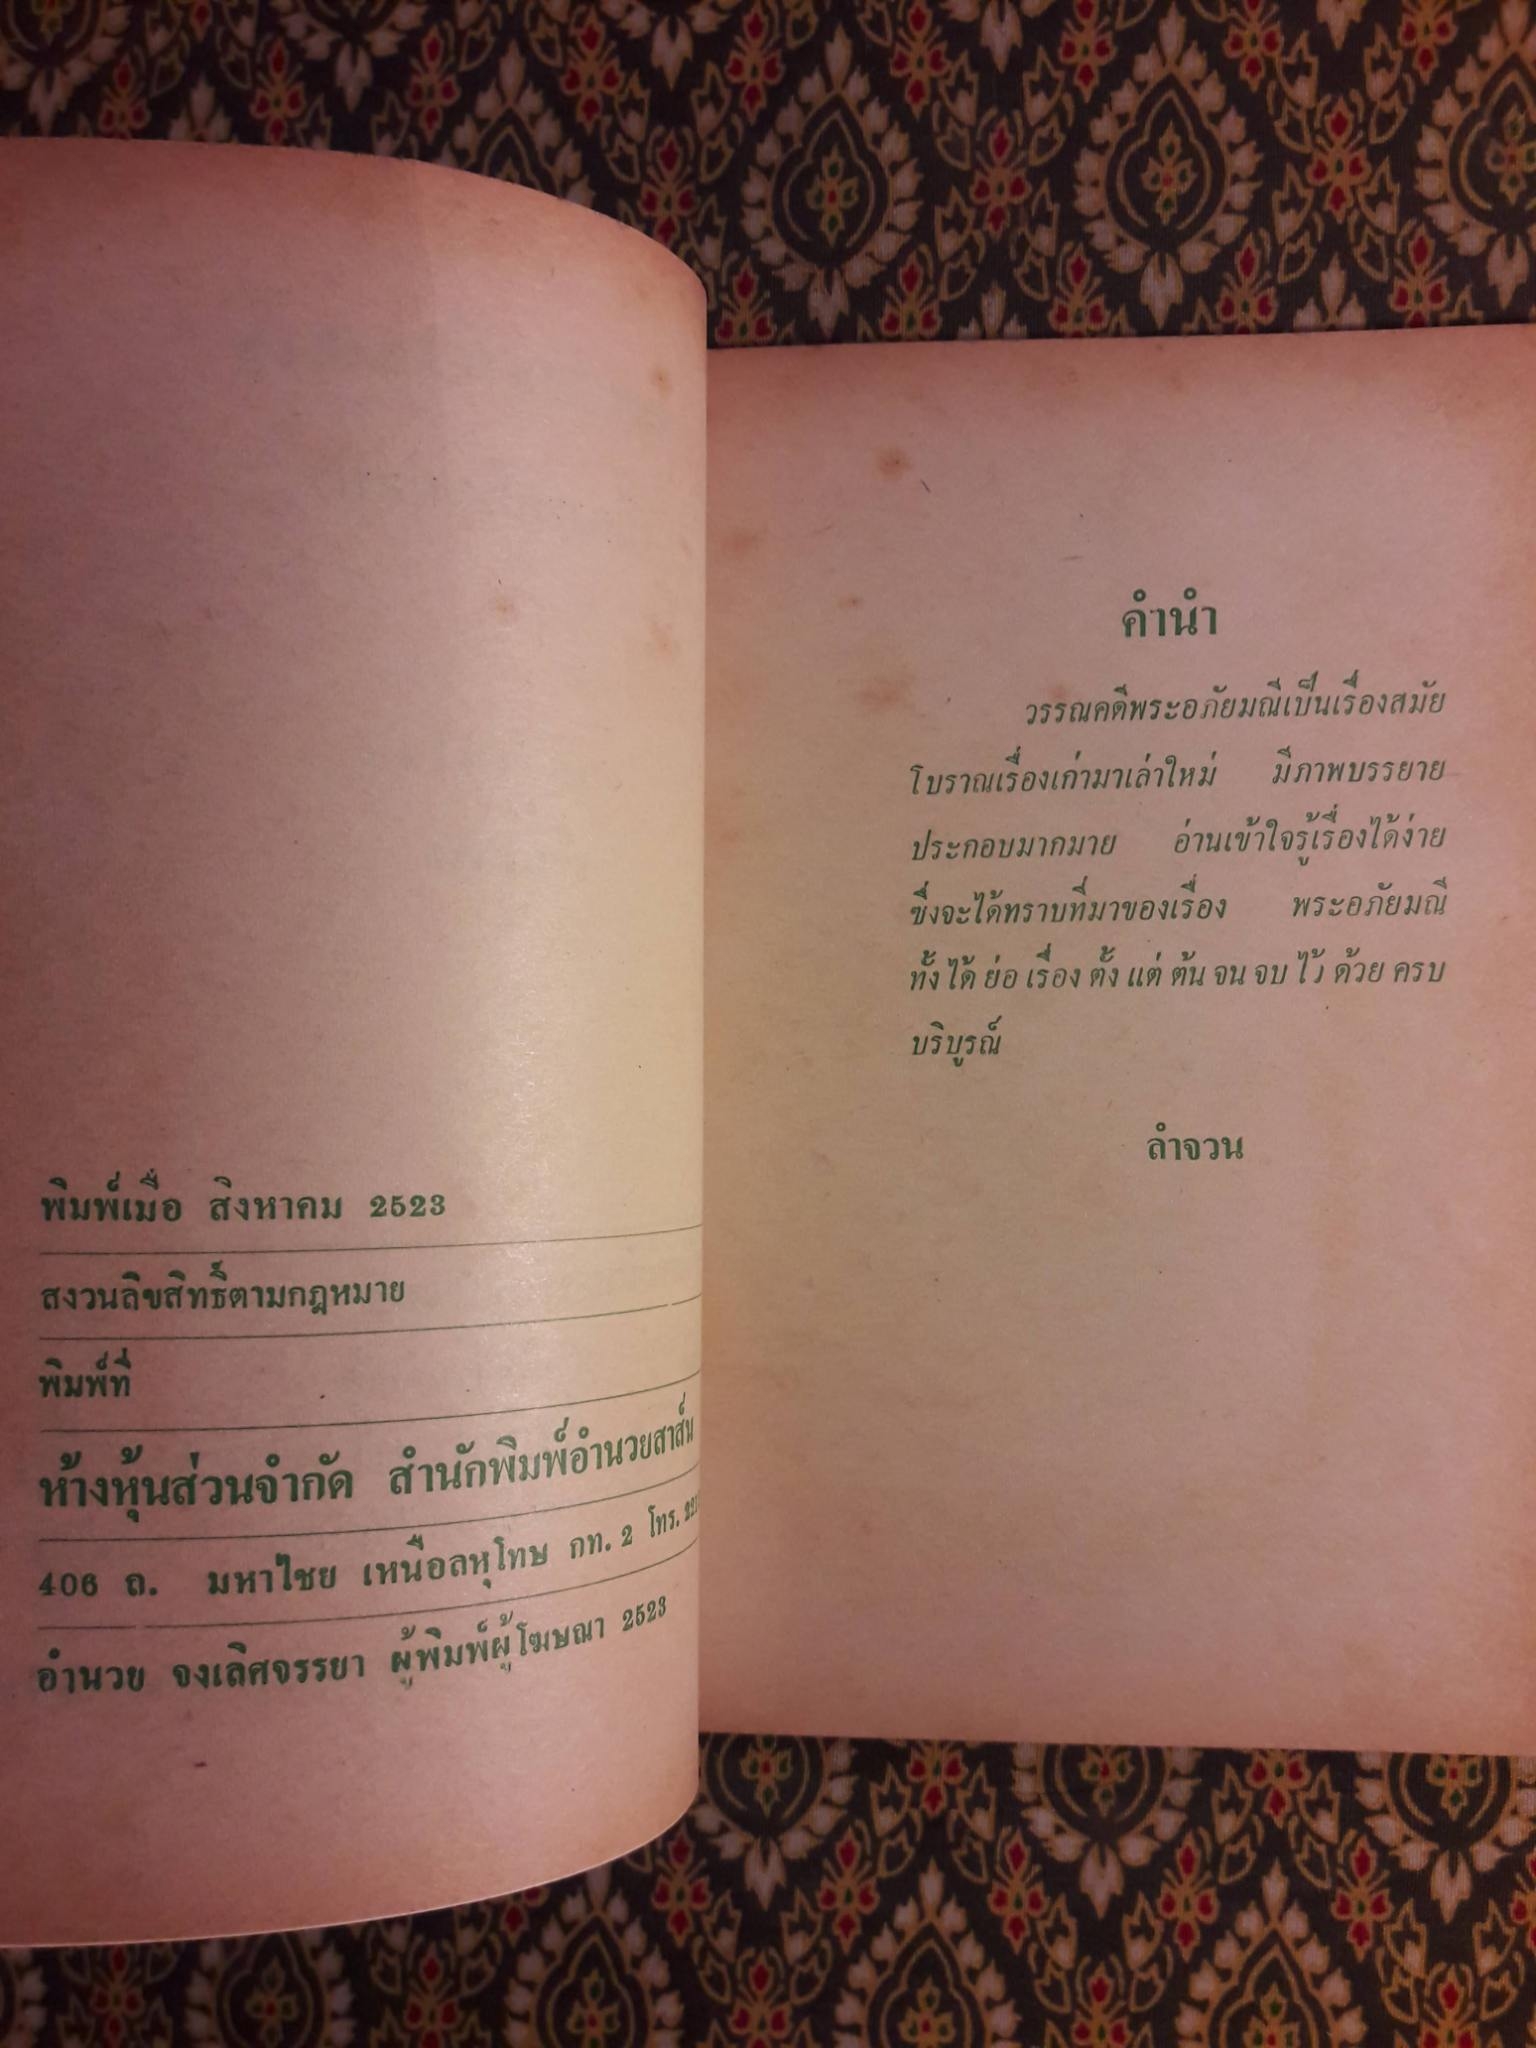 พิมพ์เมื่อ สิงหาคม 2523
สงวนลิขสิทธิ์ตามกฎหมาย
พิมพ์ที่
ห้างหุ้นส่วนจำกัด สำนักพิมพ์อำนวยสาส์น
406 ถ. มหาไชย เหนือลหุโทษ กท. 2 โทร.
อำนวย จงเลิศจรรยา ผู้พิมพ์ผู้โฆษณา 2523
คำนำ
วรรณคดีพระอภัยมณีเป็นเรื่องสมัย
โบราณเรื่องเก่ามาเล่าใหม่ มีภาพบรรยาย
ประกอบมากมาย อ่านเข้าใจรู้เรื่องได้ง่าย
ซึ่งจะได้ทราบที่มาของเรื่อง พระอภัยมณี
ทั้งได้ย่อเรื่องตั้งแต่ต้นจนจบไว้ด้วยครบ
บริบูรณ์
ลำจวน